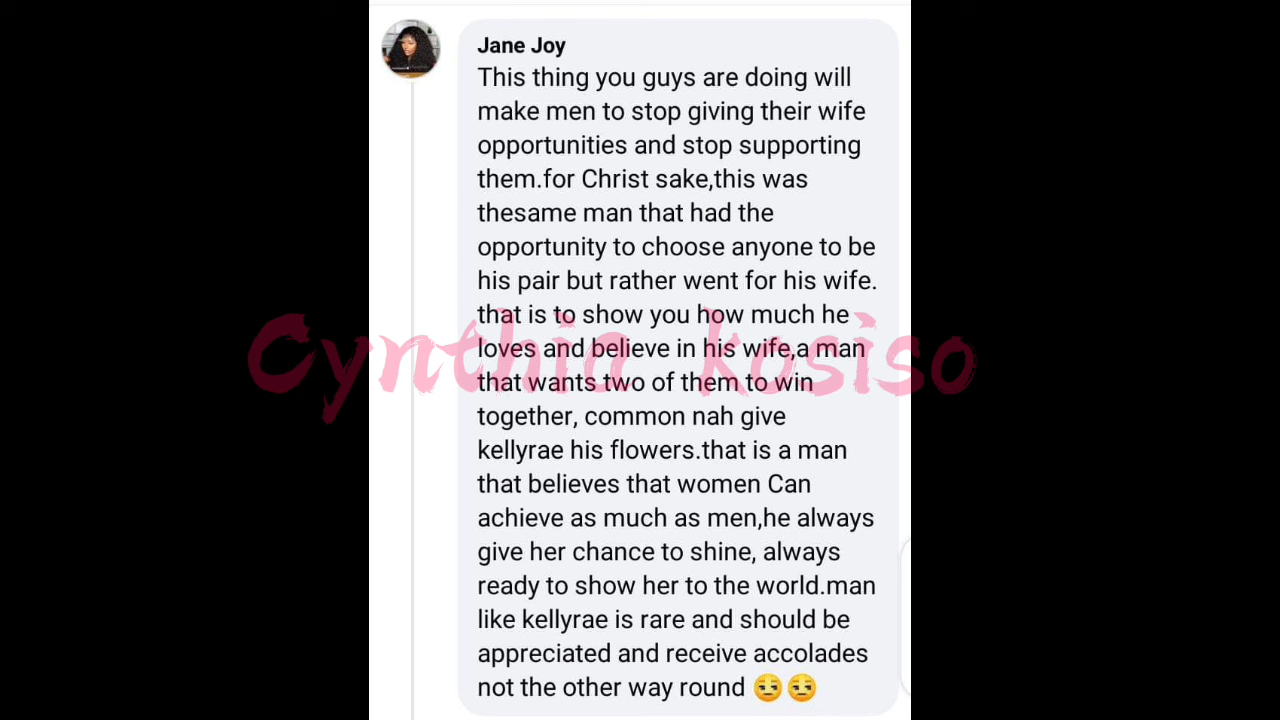 Jane Joy
This thing you guys are doing will
make men to stop giving their wife
opportunities and stop supporting
them.for Christ sake,this was
thesame man that had the
opportunity to choose anyone to be
his pair but rather went for his wife.
that is to show you how much he
loves and believe in his wife,a man
that wants two of them to win
together, common nah give
kellyrae his flowers.that is a man
that believes that women Can
achieve as much as men,he always
give her chance to shine, always
ready to show her to the world.man
like kellyrae is rare and should be
appreciated and receive accolades
not the other way round 😒😒
Cynthia kosiso